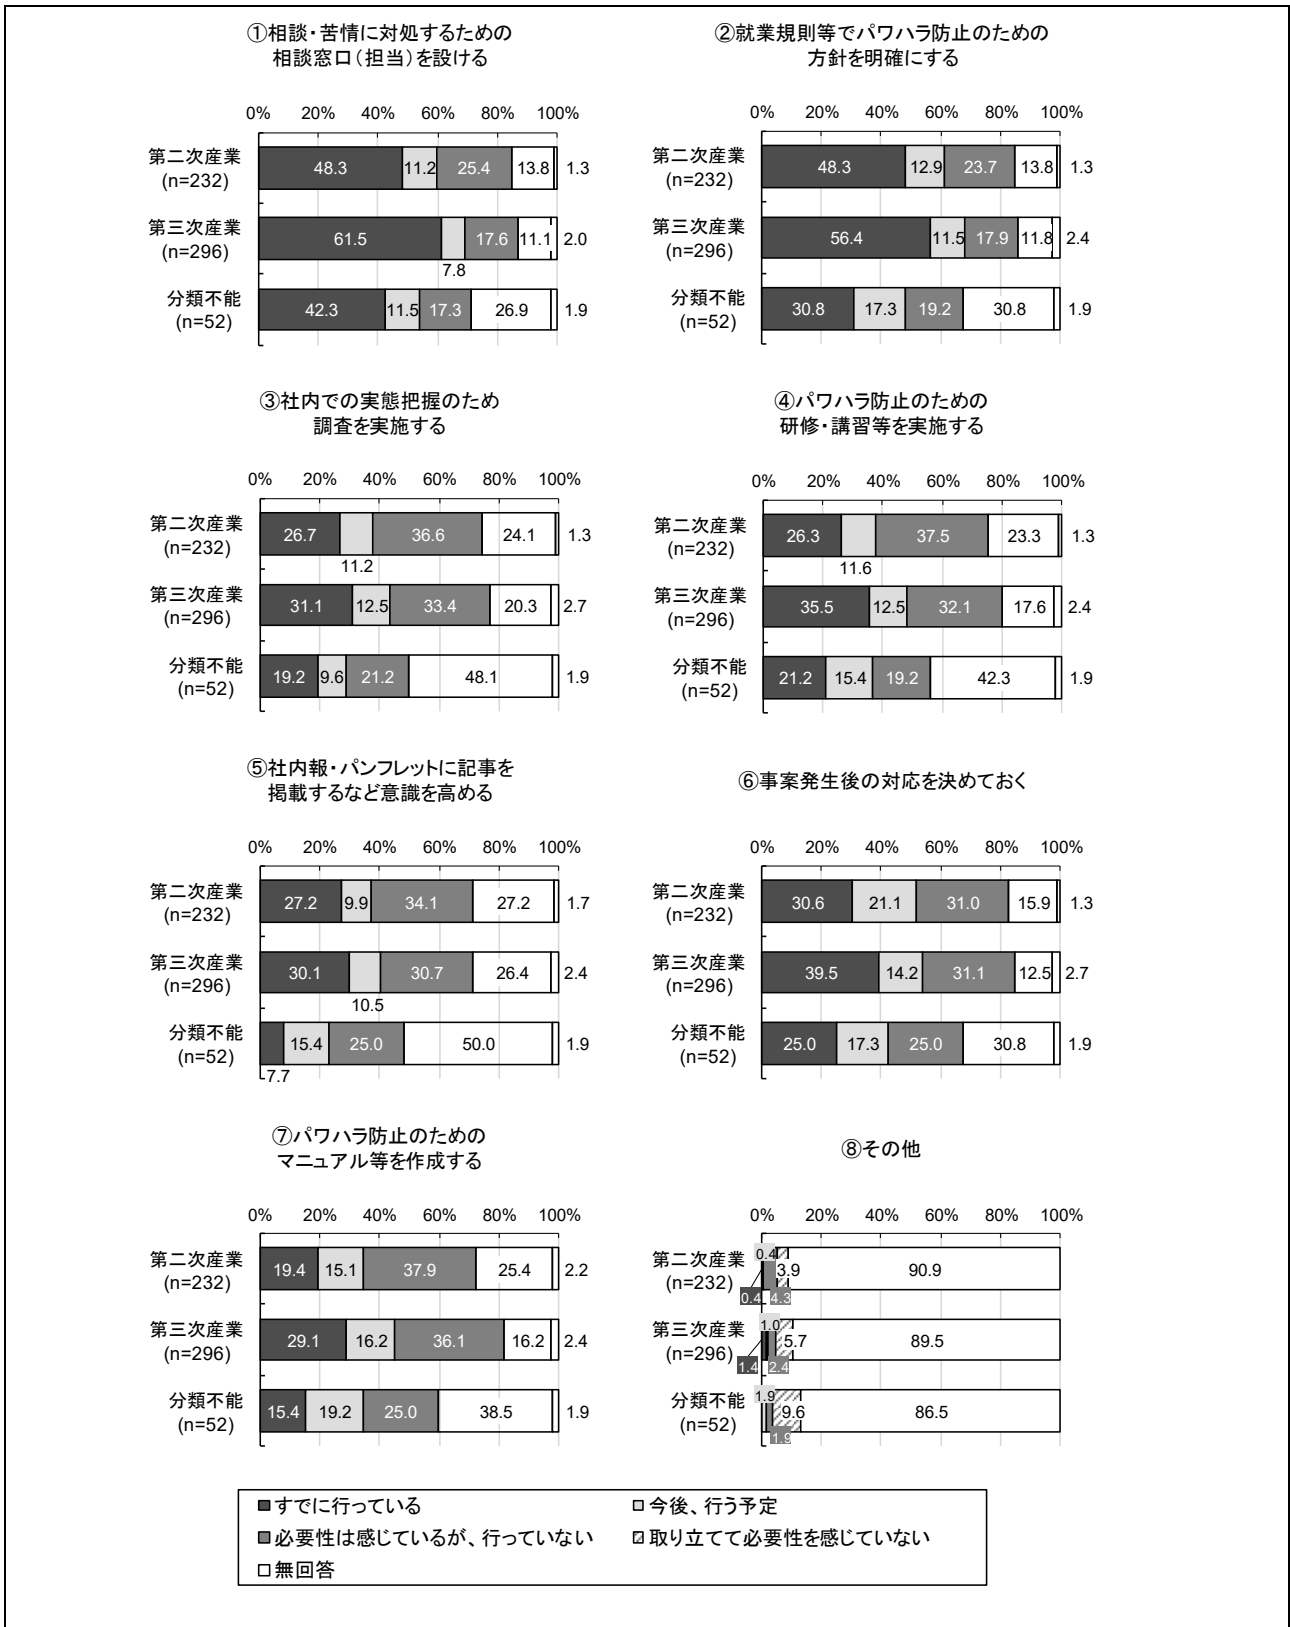 ①相談・苦情に対処するための
相談窓口（担当）を設ける
0% 20% 40% 60% 80% 100%
第二次産業
(n=232)
48.3 11.2 25.4 13.8 1.3
第三次産業
(n=296)
61.5 7.8 17.6 11.1 2.0
分類不能
(n=52)
42.3 11.5 17.3 26.9 1.9
②就業規則等でパワハラ防止のための
方針を明確にする
0% 20% 40% 60% 80% 100%
第二次産業
(n=232)
48.3 12.9 23.7 13.8 1.3
第三次産業
(n=296)
56.4 11.5 17.9 11.8 2.4
分類不能
(n=52)
30.8 17.3 19.2 30.8 1.9
③社内での実態把握のため
調査を実施する
0% 20% 40% 60% 80% 100%
第二次産業
(n=232)
26.7 11.2 36.6 24.1 1.3
第三次産業
(n=296)
31.1 12.5 33.4 20.3 2.7
分類不能
(n=52)
19.2 9.6 21.2 48.1 1.9
④パワハラ防止のための
研修・講習等を実施する
0% 20% 40% 60% 80% 100%
第二次産業
(n=232)
26.3 11.6 37.5 23.3 1.3
第三次産業
(n=296)
35.5 12.5 32.1 17.6 2.4
分類不能
(n=52)
21.2 15.4 19.2 42.3 1.9
⑤社内報・パンフレットに記事を
掲載するなど意識を高める
0% 20% 40% 60% 80% 100%
第二次産業
(n=232)
27.2 9.9 34.1 27.2 1.7
第三次産業
(n=296)
30.1 10.5 30.7 26.4 2.4
分類不能
(n=52)
7.7 15.4 25.0 50.0 1.9
⑥事案発生後の対応を決めておく
0% 20% 40% 60% 80% 100%
第二次産業
(n=232)
30.6 21.1 31.0 15.9 1.3
第三次産業
(n=296)
39.5 14.2 31.1 12.5 2.7
分類不能
(n=52)
25.0 17.3 25.0 30.8 1.9
⑦パワハラ防止のための
マニュアル等を作成する
0% 20% 40% 60% 80% 100%
第二次産業
(n=232)
19.4 15.1 37.9 25.4 2.2
第三次産業
(n=296)
29.1 16.2 36.1 16.2 2.4
分類不能
(n=52)
15.4 19.2 25.0 38.5 1.9
⑧その他
0% 20% 40% 60% 80% 100%
第二次産業
(n=232)
0.4 0.4 4.3 3.9 90.9
第三次産業
(n=296)
1.4 1.0 2.4 5.7 89.5
分類不能
(n=52)
1.9 1.9 9.6 86.5
すでに行っている
今後、行う予定
必要性は感じているが、行っていない
取り立てて必要性を感じていない
無回答